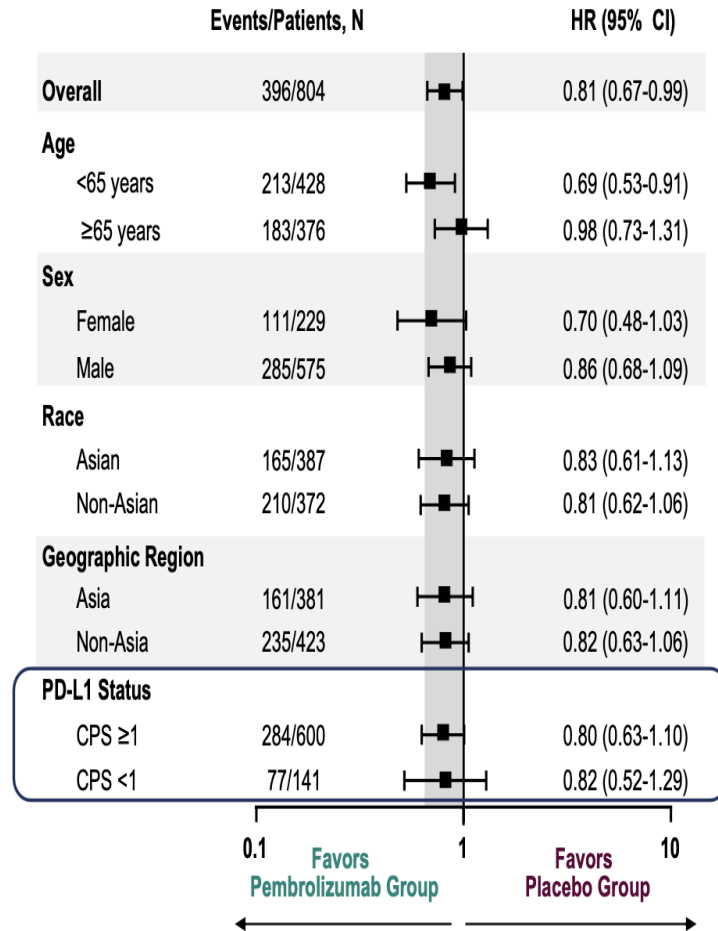 Events/Patients, N HR (95% CI)
Overall 396/804 0.81 (0.67-0.99)
Age
<65 years 213/428 0.69 (0.53-0.91)
≥65 years 183/376 0.98 (0.73-1.31)
Sex
Female 111/229 0.70 (0.48-1.03)
Male 285/575 0.86 (0.68-1.09)
Race
Asian 165/387 0.83 (0.61-1.13)
Non-Asian 210/372 0.81 (0.62-1.06)
Geographic Region
Asia 161/381 0.81 (0.60-1.11)
Non-Asia 235/423 0.82 (0.63-1.06)
PD-L1 Status
CPS ≥1 284/600 0.80 (0.63-1.10)
CPS <1 77/141 0.82 (0.52-1.29)
0.1 1 10
Favors Favors
Pembrolizumab Group Placebo Group